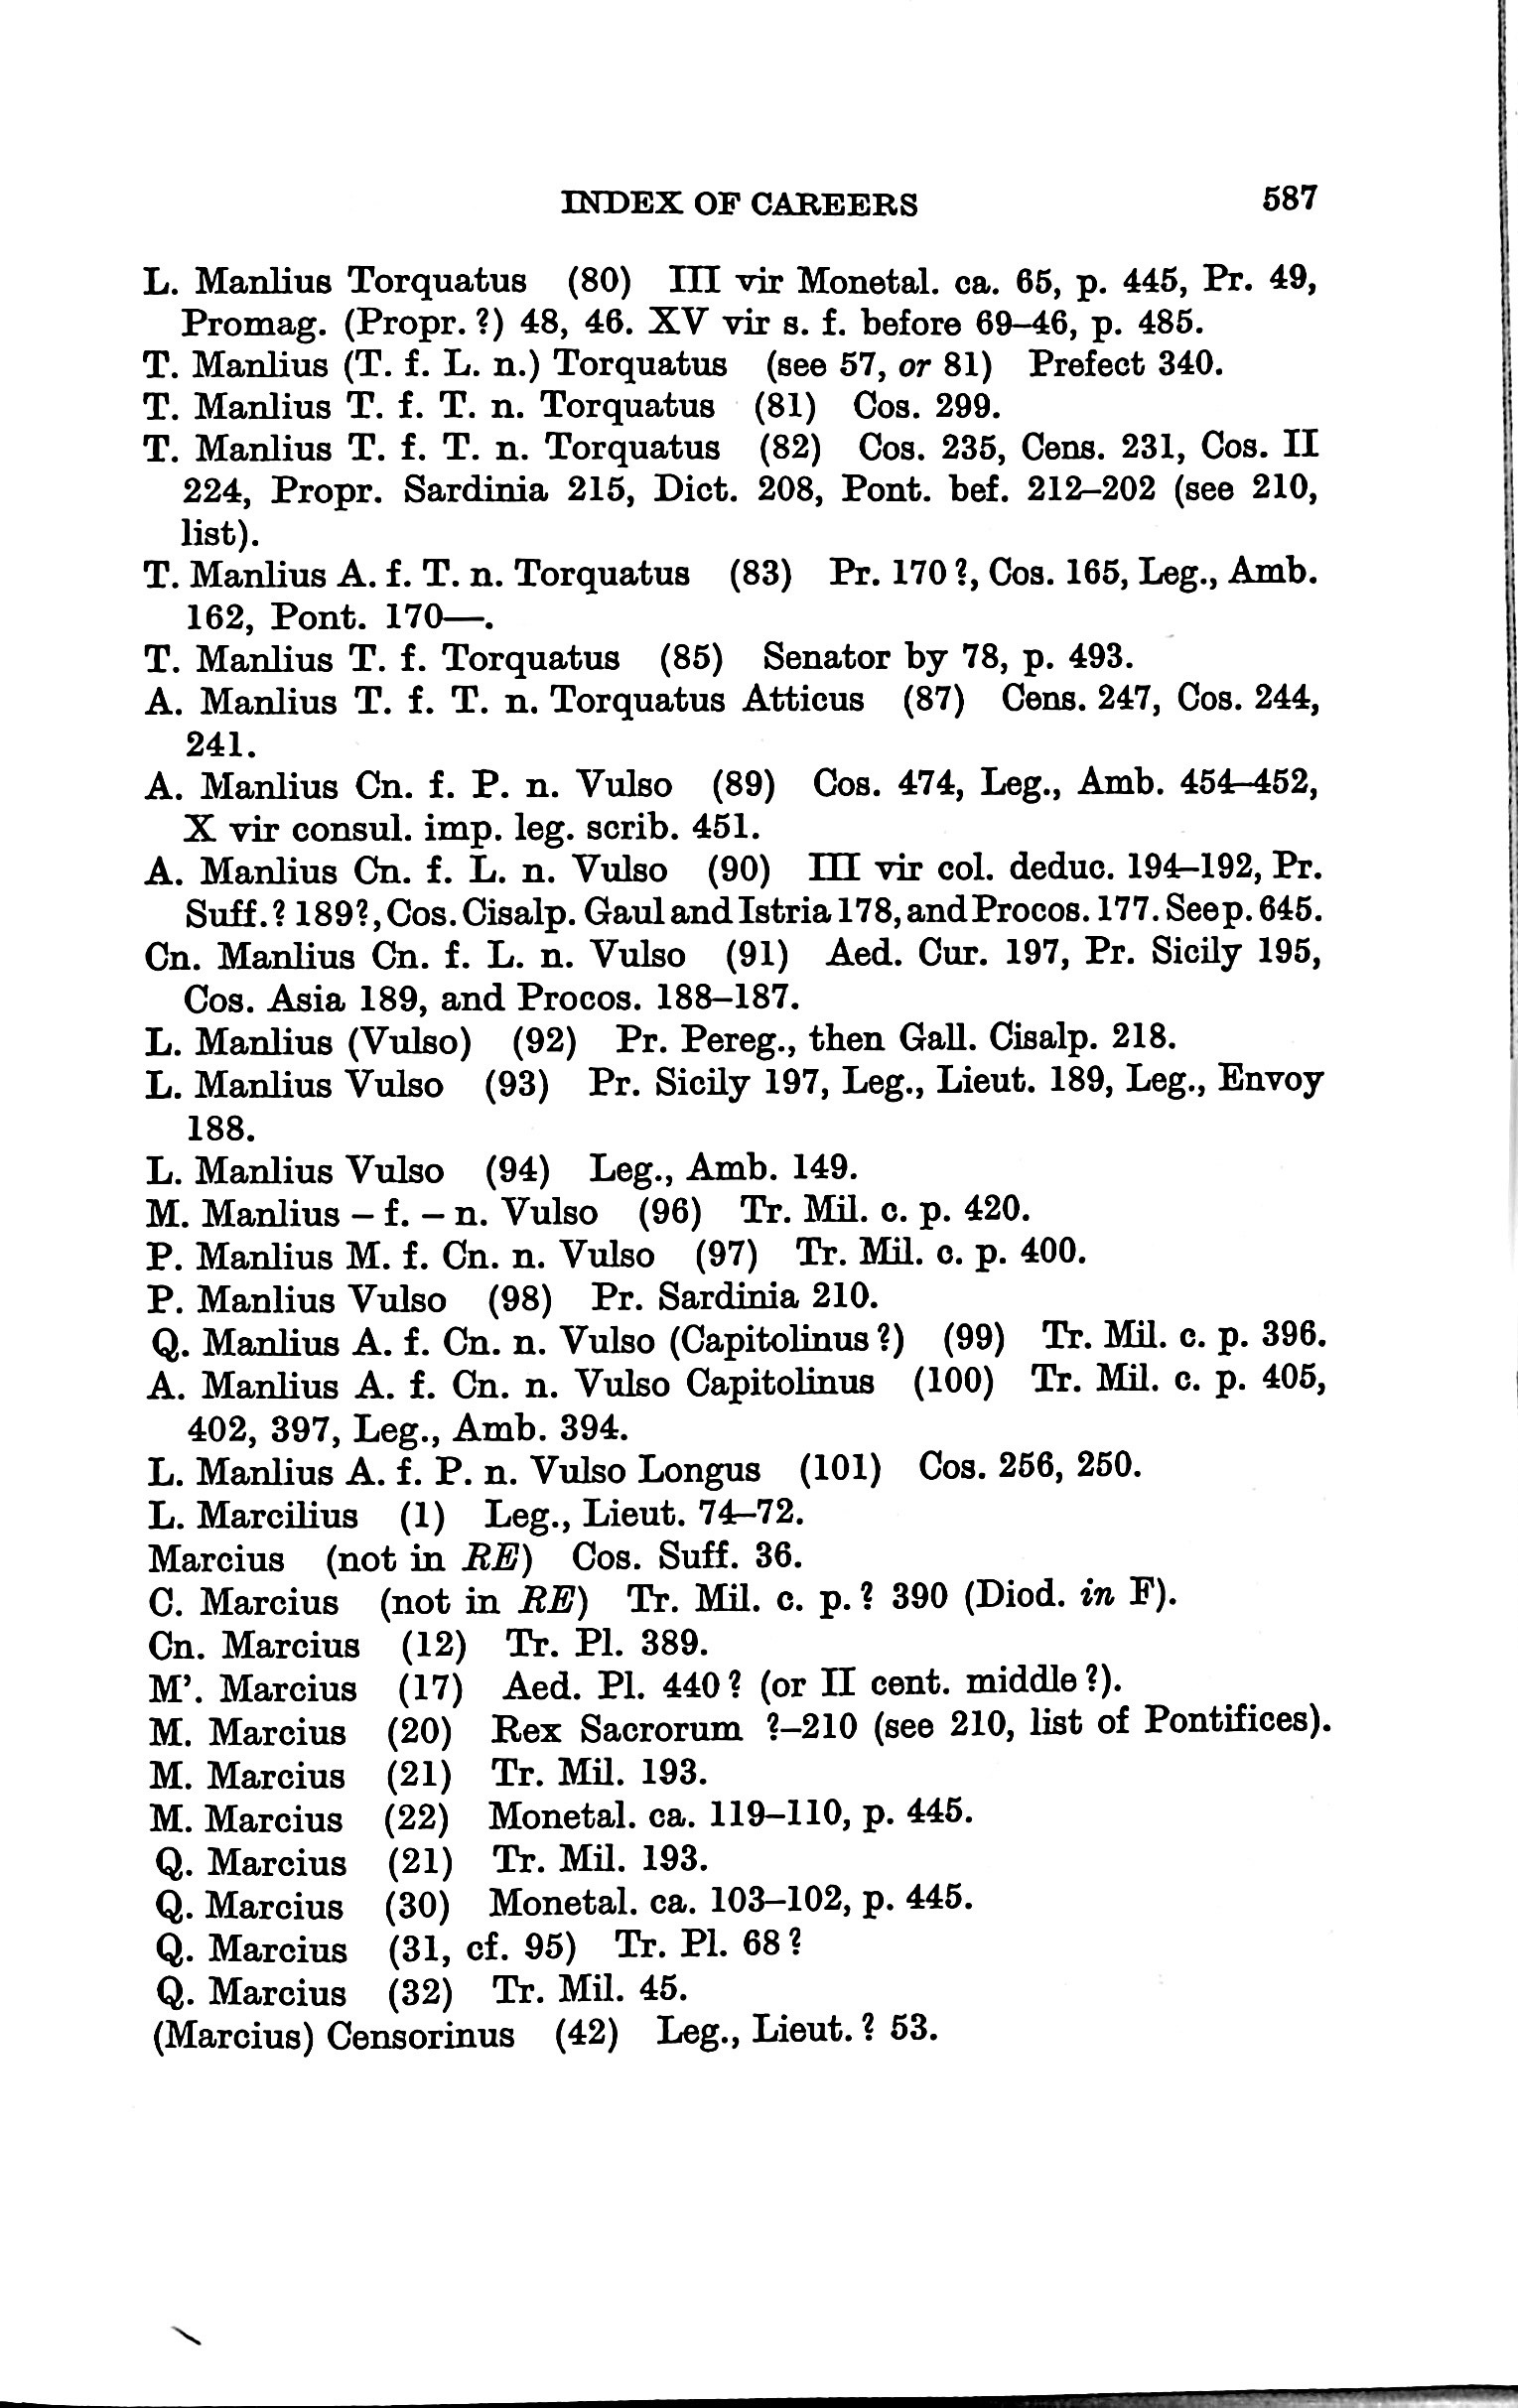 INDEX OF CAREERS 587
L. Manlius Torquatus (80) III vir Monetal. ca. 65, p. 445, Pr. 49,
Promag. (Propr.?) 48, 46. XV vir s. f. before 69–46, p. 485.
T. Manlius (T. f. L. n.) Torquatus (see 57, or 81) Prefect 340.
T. Manlius T. f. T. n. Torquatus (81) Cos. 299.
T. Manlius T. f. T. n. Torquatus (82) Cos. 235, Cens. 231, Cos. II
224, Propr. Sardinia 215, Dict. 208, Pont. bef. 212–202 (see 210,
list).
T. Manlius A. f. T. n. Torquatus (83) Pr. 170?, Cos. 165, Leg., Amb.
162, Pont. 170—.
T. Manlius T. f. Torquatus (85) Senator by 78, p. 493.
A. Manlius T. f. T. n. Torquatus Atticus (87) Cens. 247, Cos. 244,
241.
A. Manlius Cn. f. P. n. Vulso (89) Cos. 474, Leg., Amb. 454–452,
X vir consul. imp. leg. scrib. 451.
A. Manlius Cn. f. L. n. Vulso (90) III vir col. deduc. 194–192, Pr.
Suff.? 189?, Cos. Cisalp. Gaul and Istria 178, and Procos. 177. See p. 645.
Cn. Manlius Cn. f. L. n. Vulso (91) Aed. Cur. 197, Pr. Sicily 195,
Cos. Asia 189, and Procos. 188–187.
L. Manlius (Vulso) (92) Pr. Pereg., then Gall. Cisalp. 218.
L. Manlius Vulso (93) Pr. Sicily 197, Leg., Lieut. 189, Leg., Envoy
188.
L. Manlius Vulso (94) Leg., Amb. 149.
M. Manlius – f. – n. Vulso (96) Tr. Mil. c. p. 420.
P. Manlius M. f. Cn. n. Vulso (97) Tr. Mil. c. p. 400.
P. Manlius Vulso (98) Pr. Sardinia 210.
Q. Manlius A. f. Cn. n. Vulso (Capitolinus?) (99) Tr. Mil. c. p. 396.
A. Manlius A. f. Cn. n. Vulso Capitolinus (100) Tr. Mil. c. p. 405,
402, 397, Leg., Amb. 394.
L. Manlius A. f. P. n. Vulso Longus (101) Cos. 256, 250.
L. Marcilius (1) Leg., Lieut. 74–72.
Marcius (not in RE) Cos. Suff. 36.
C. Marcius (not in RE) Tr. Mil. c. p.? 390 (Diod. in F).
Cn. Marcius (12) Tr. Pl. 389.
M'. Marcius (17) Aed. Pl. 440? (or II cent. middle?).
M. Marcius (20) Rex Sacrorum ?–210 (see 210, list of Pontifices).
M. Marcius (21) Tr. Mil. 193.
M. Marcius (22) Monetal. ca. 119–110, p. 445.
Q. Marcius (21) Tr. Mil. 193.
Q. Marcius (30) Monetal. ca. 103–102, p. 445.
Q. Marcius (31, cf. 95) Tr. Pl. 68?
Q. Marcius (32) Tr. Mil. 45.
(Marcius) Censorinus (42) Leg., Lieut.? 53.